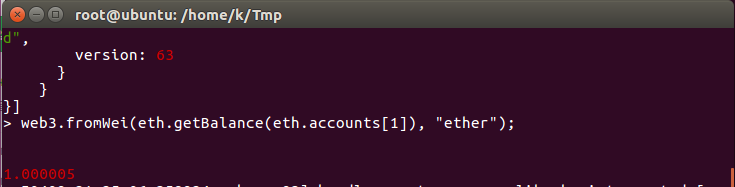 root@ubuntu: /home/k/Tmp
d",
version: 63
}
}
}]
> web3.fromWei(eth.getBalance(eth.accounts[1]), "ether");
1.000005